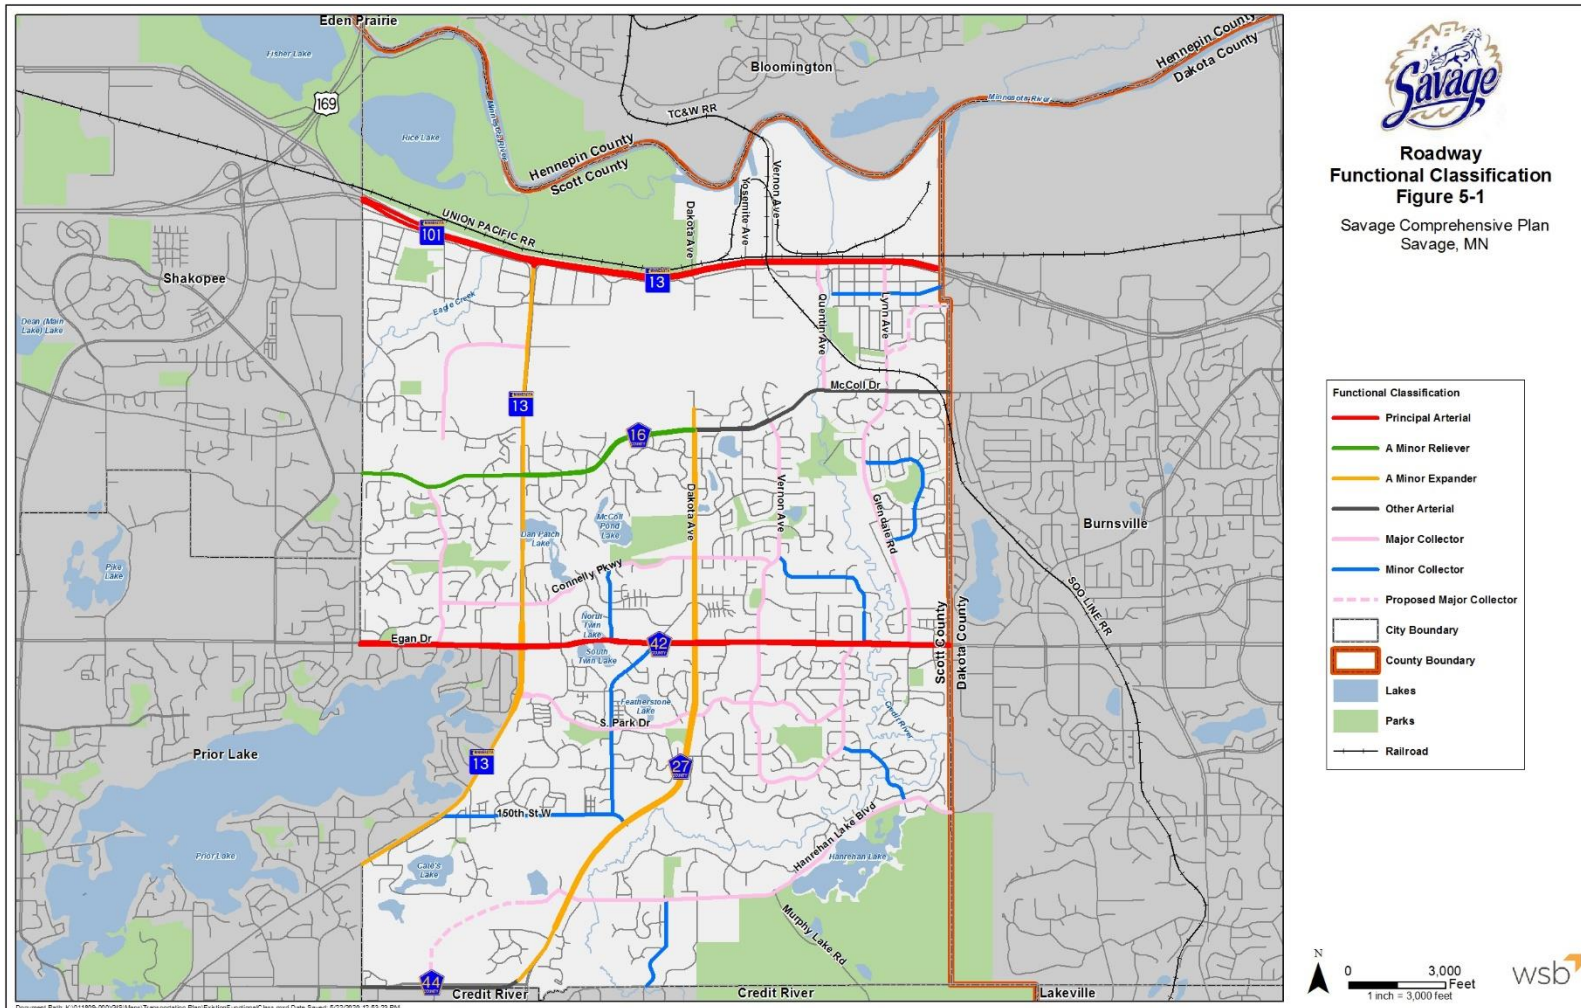 Eden Prairie
Fisher Lake
Bloomington
Hennepin County
Dakota County
169
TC&W RR
Minnesota River
Minnesota River
Rice Lake
Hennepin County
Scott County
Yosemite Ave
Vernon Ave
Dakota Ave
UNION PACIFIC RR
101
13
Shakopee
Eagle Creek
Quentin Ave
Lynn Ave
Dean (Main
Lake) Lake
McColl Dr
13
16
COUNTY
Dakota Ave
Vernon Ave
Glendale Rd
Burnsville
McColl
Pond
Lake
Dan Patch
Lake
Pike
Lake
Connelly Pkwy
SOO LINE RR
North
Twin
Lake
Egan Dr
42
COUNTY
South
Twin Lake
Scott County
Dakota County
Featherstone
Lake
S. Park Dr
Credit River
Prior Lake
13
27
COUNTY
150th St W
Hanrehan Lake Blvd
Prior Lake
Cate's
Lake
Hanrehan Lake
Murphy Lake Rd
44
COUNTY
Credit River
Credit River
Lakeville
Savage
Roadway
Functional Classification
Figure 5-1
Savage Comprehensive Plan
Savage, MN
Functional Classification
Principal Arterial
A Minor Reliever
A Minor Expander
Other Arterial
Major Collector
Minor Collector
Proposed Major Collector
City Boundary
County Boundary
Lakes
Parks
Railroad
N
0 3,000
Feet
1 inch = 3,000 feet
wsb